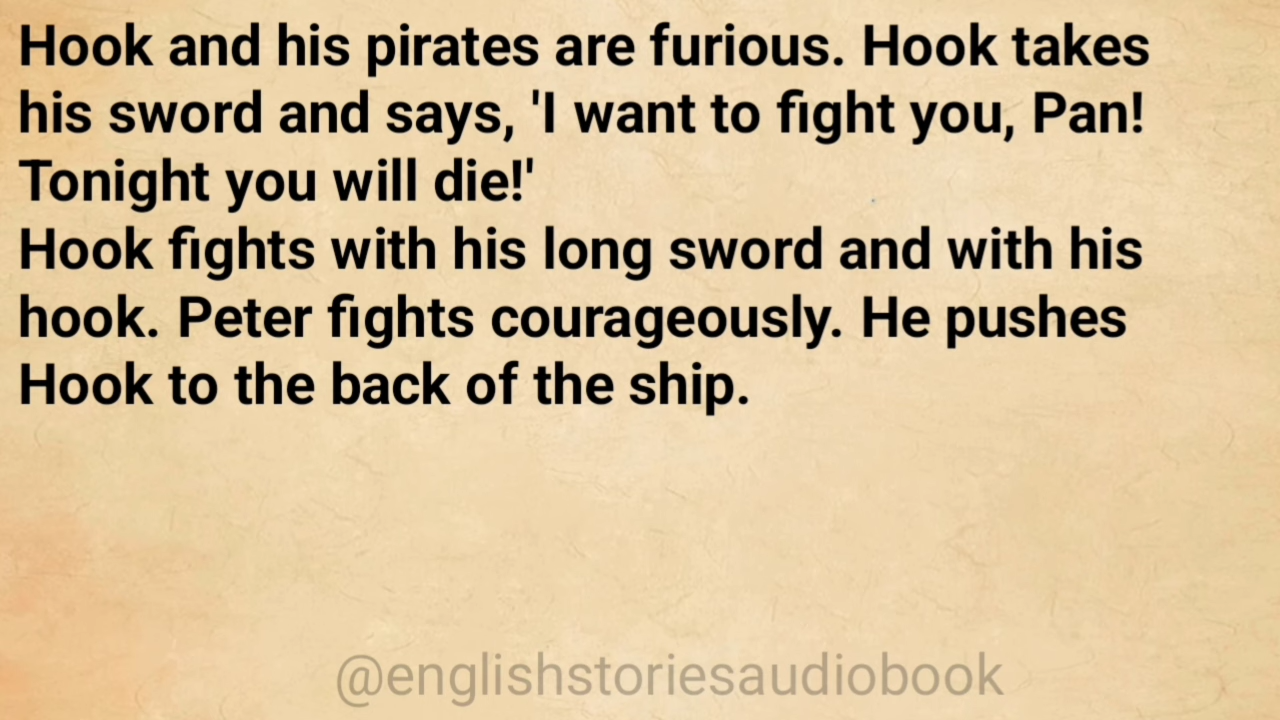 Hook and his pirates are furious. Hook takes
his sword and says, 'I want to fight you, Pan!
Tonight you will die!'
Hook fights with his long sword and with his
hook. Peter fights courageously. He pushes
Hook to the back of the ship.
@englishstoriesaudiobook